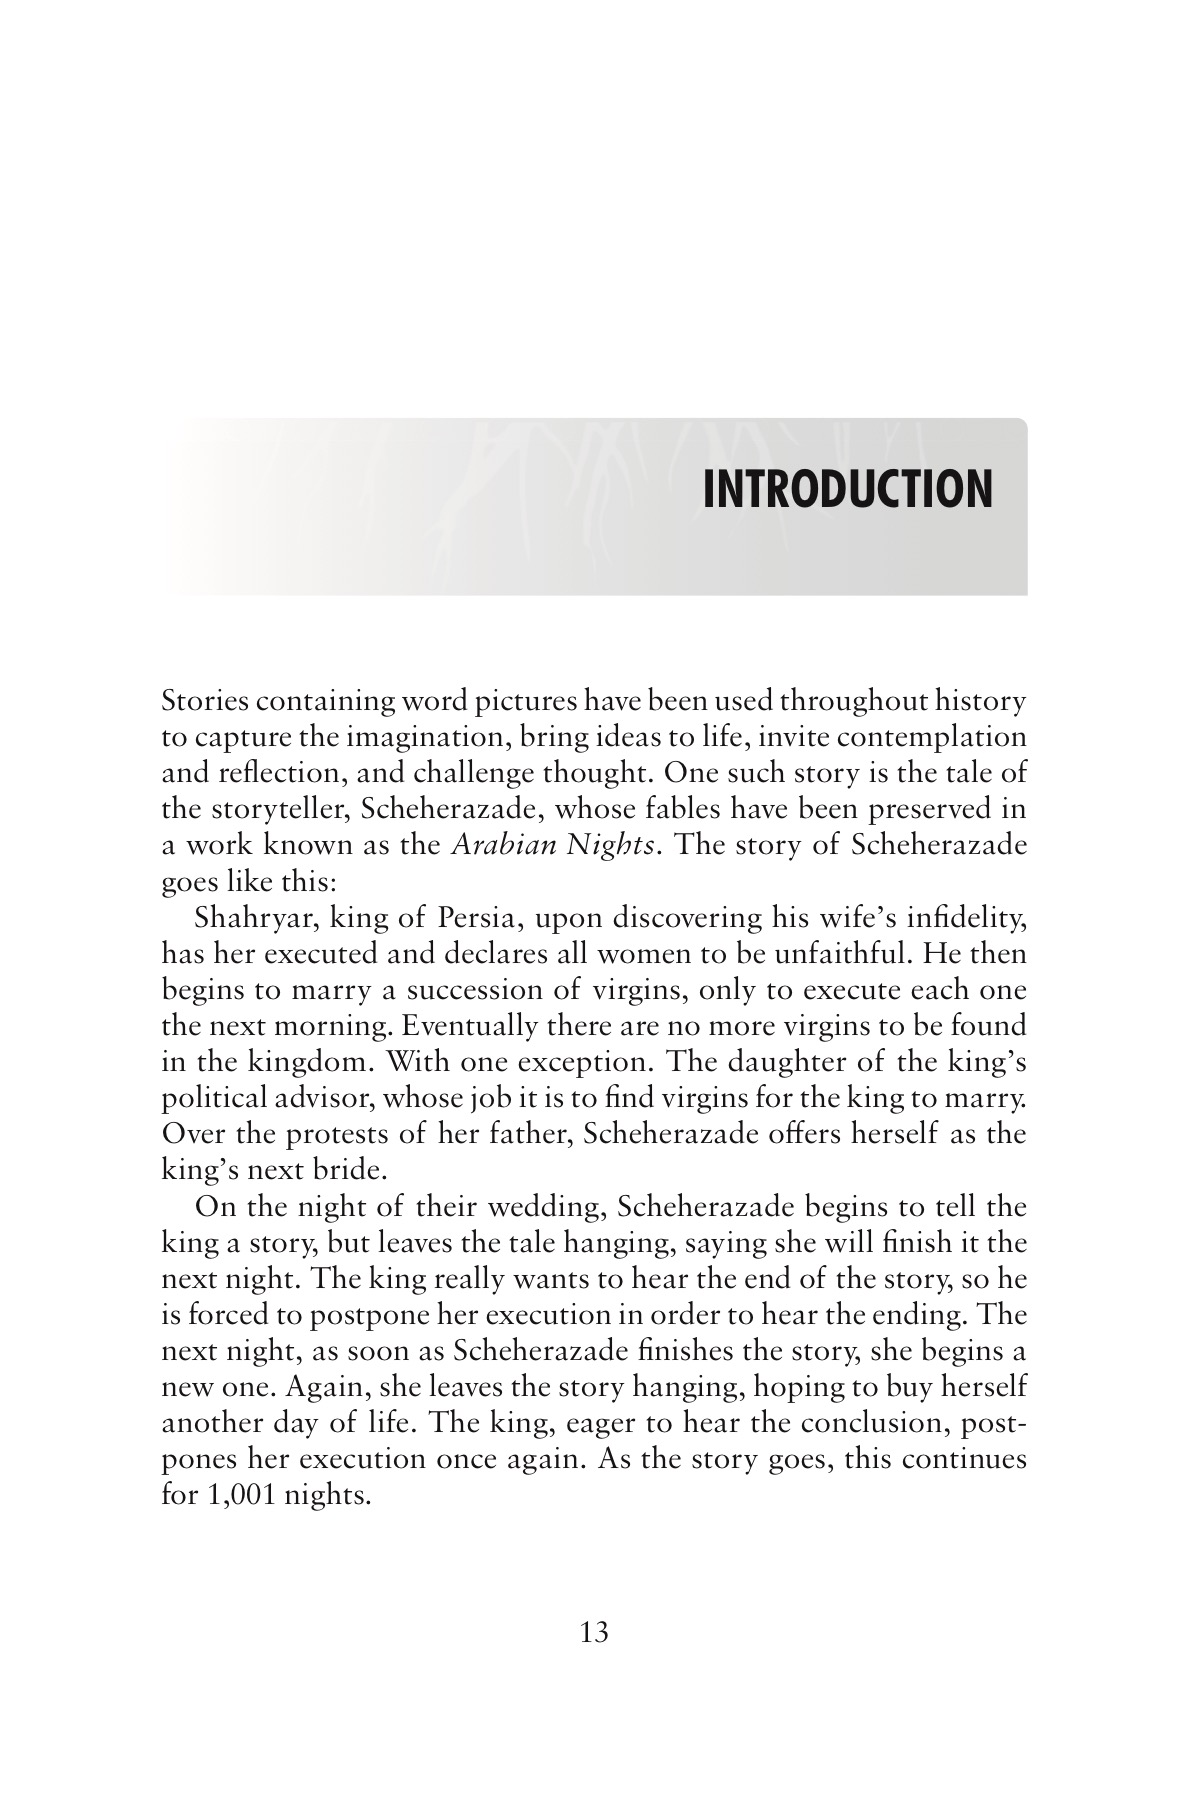 INTRODUCTION
Stories containing word pictures have been used throughout history
to capture the imagination, bring ideas to life, invite contemplation
and reflection, and challenge thought. One such story is the tale of
the storyteller, Scheherazade, whose fables have been preserved in
a work known as the Arabian Nights. The story of Scheherazade
goes like this:
Shahryar, king of Persia, upon discovering his wife’s infidelity,
has her executed and declares all women to be unfaithful. He then
begins to marry a succession of virgins, only to execute each one
the next morning. Eventually there are no more virgins to be found
in the kingdom. With one exception. The daughter of the king’s
political advisor, whose job it is to find virgins for the king to marry.
Over the protests of her father, Scheherazade offers herself as the
king’s next bride.
On the night of their wedding, Scheherazade begins to tell the
king a story, but leaves the tale hanging, saying she will finish it the
next night. The king really wants to hear the end of the story, so he
is forced to postpone her execution in order to hear the ending. The
next night, as soon as Scheherazade finishes the story, she begins a
new one. Again, she leaves the story hanging, hoping to buy herself
another day of life. The king, eager to hear the conclusion, post-
pones her execution once again. As the story goes, this continues
for 1,001 nights.
13